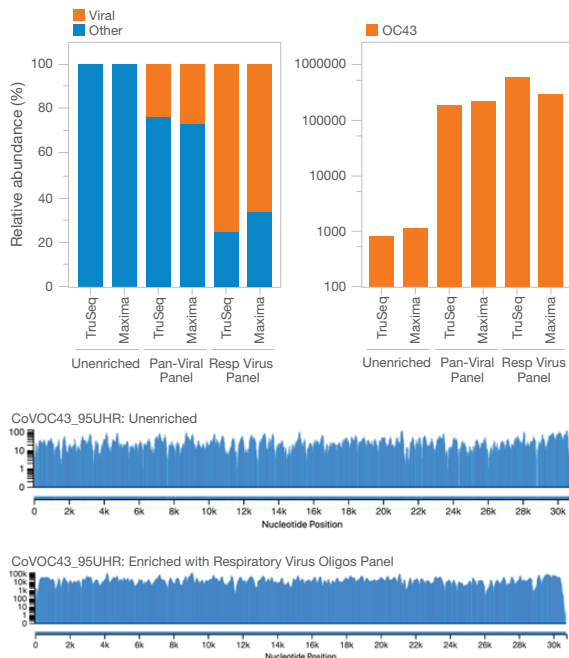 Viral
Other
Relative abundance (%)
100
80
60
40
20
0
TruSeq
Maxima
TruSeq
Maxima
TruSeq
Maxima
Unenriched
Pan-Viral
Panel
Resp Virus
Panel
OC43
1000000
100000
10000
1000
100
TruSeq
Maxima
TruSeq
Maxima
TruSeq
Maxima
Unenriched
Pan-Viral
Panel
Resp Virus
Panel
CoVOC43_95UHR: Unenriched
100
10
1
0
0 2k 4k 6k 8k 10k 12k 14k 16k 18k 20k 22k 24k 26k 28k 30k
Nucleotide Position
CoVOC43_95UHR: Enriched with Respiratory Virus Oligos Panel
100k
10k
1k
100
10
1
0
0 2k 4k 6k 8k 10k 12k 14k 16k 18k 20k 22k 24k 26k 28k 30k
Nucleotide Position